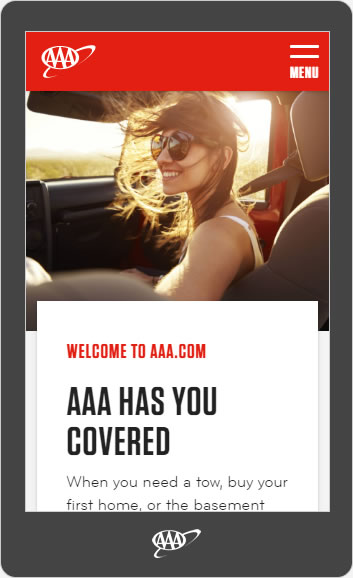 AAA
MENU
WELCOME TO AAA.COM
AAA HAS YOU
COVERED
When you need a tow, buy your
first home, or the basement
AAA